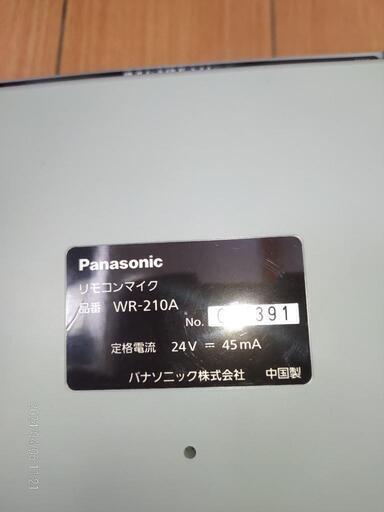 Panasonic
リモコンマイク
品番 WR-210A
No. 391
定格電流 24V ⎓ 45mA
パナソニック株式会社 中国製